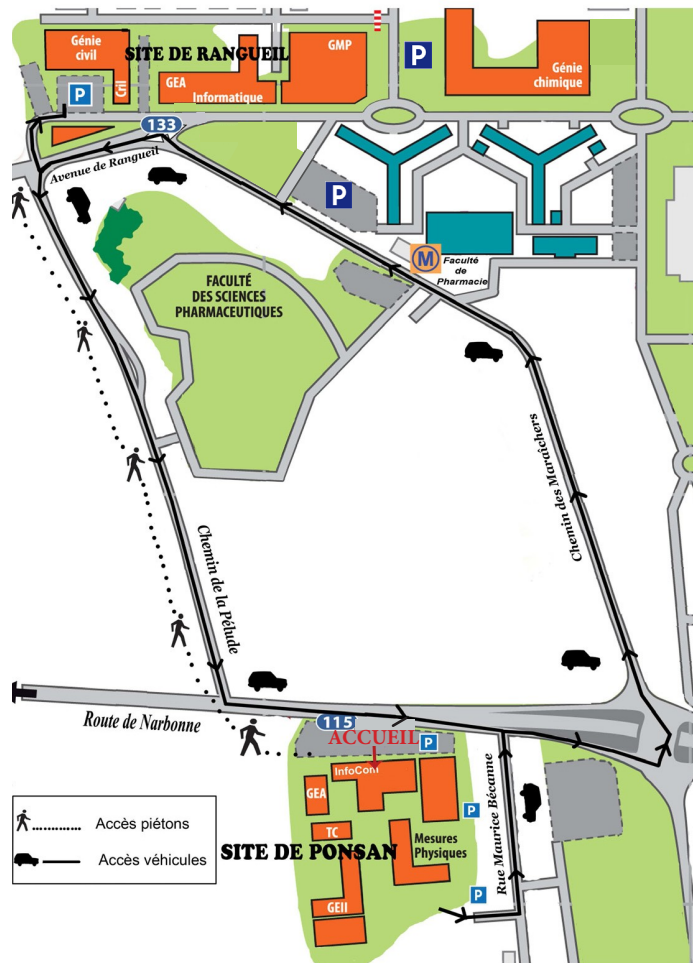 Génie
civil
SITE DE RANGUEIL
GMP
P
Génie
chimique
Cril
P
GEA
Informatique
133
Avenue de Rangueil
P
M
Faculté
de
Pharmacie
FACULTÉ
DES SCIENCES
PHARMACEUTIQUES
Chemin des Maraîchers
Chemin de la Pélude
Route de Narbonne
115
ACCUEIL
P
InfoCom
GEA
P
TC
Mesures
Physiques
SITE DE PONSAN
Rue Maurice Bécanne
P
GEII
Accès piétons
Accès véhicules